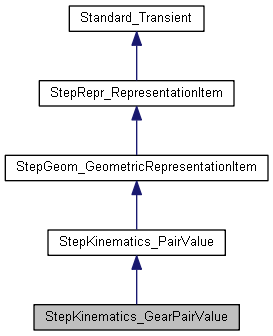 Standard_Transient
StepRepr_RepresentationItem
StepGeom_GeometricRepresentationItem
StepKinematics_PairValue
StepKinematics_GearPairValue